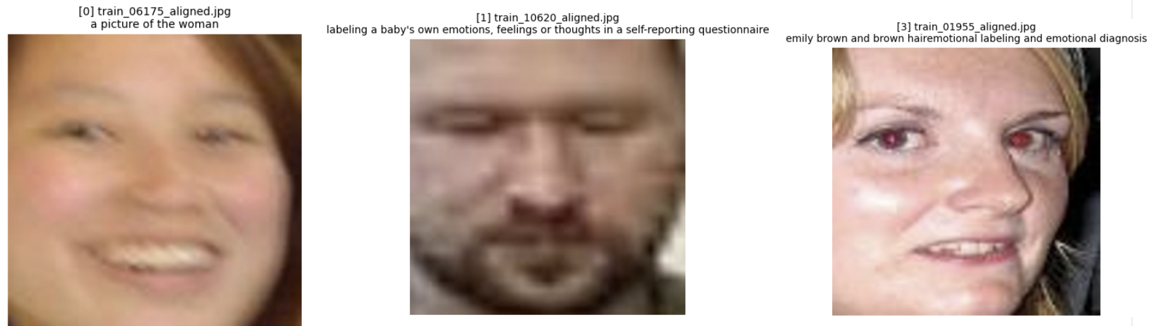 [0] train_06175_aligned.jpg
a picture of the woman
[1] train_10620_aligned.jpg
labeling a baby's own emotions, feelings or thoughts in a self-reporting questionnaire
[3] train_01955_aligned.jpg
emily brown and brown hairemotional labeling and emotional diagnosis